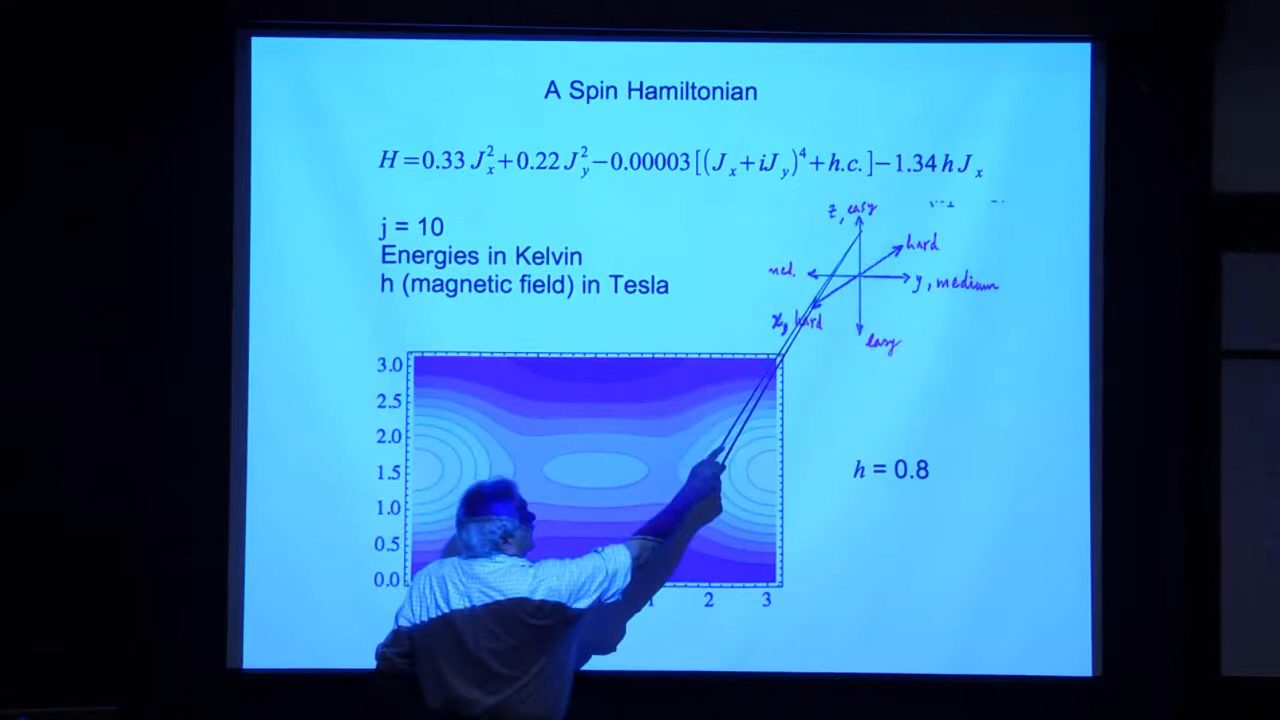 A Spin Hamiltonian
H=0.33 J_x^2+0.22 J_y^2−0.00003[(J_x+iJ_y)^4+h.c.]−1.34 h J_x
j = 10
Energies in Kelvin
h (magnetic field) in Tesla
z, easy
hard
med.
y, medium
x, hard
easy
3.0
2.5
2.0
1.5
1.0
0.5
0.0
1 2 3
h = 0.8